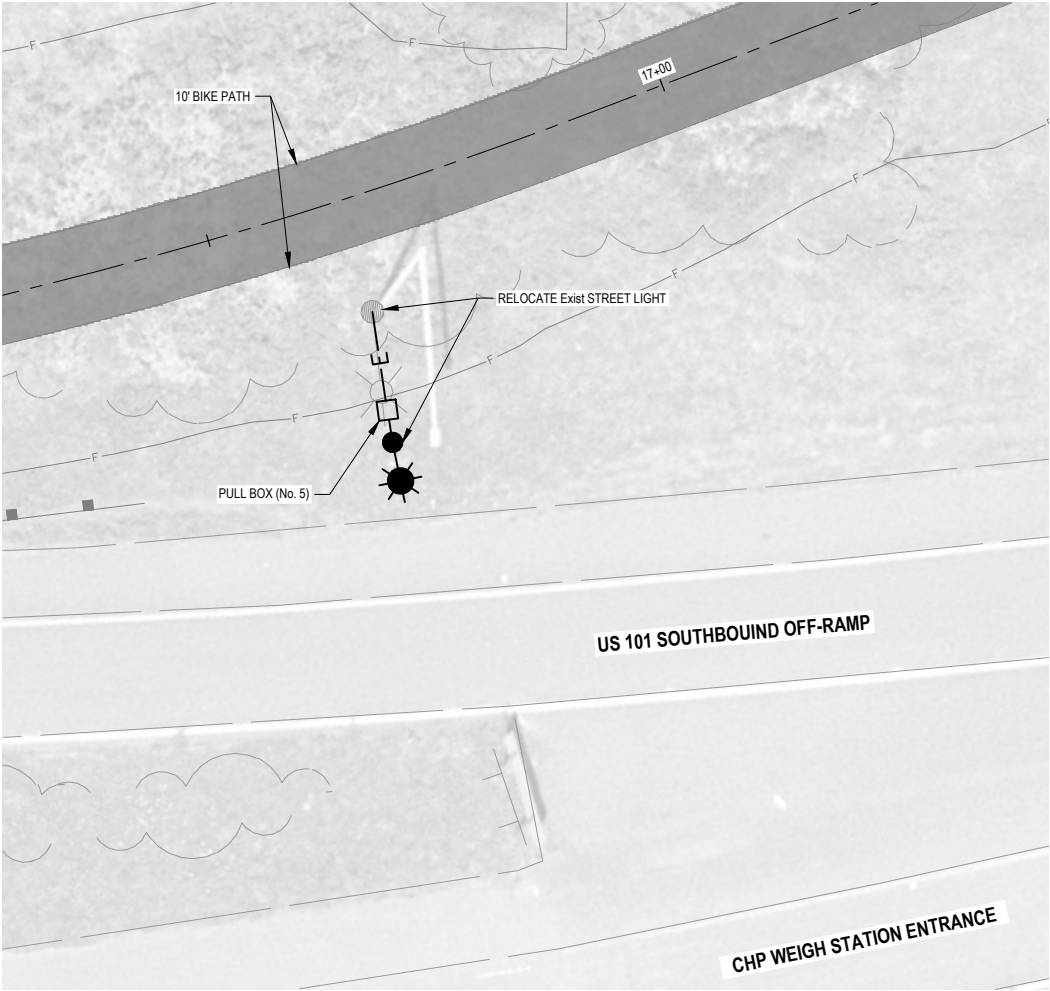 F
F
17+00
10' BIKE PATH
F
F
F
RELOCATE Exist STREET LIGHT
F
F
F
PULL BOX (No. 5)
US 101 SOUTHBOUIND OFF-RAMP
CHP WEIGH STATION ENTRANCE